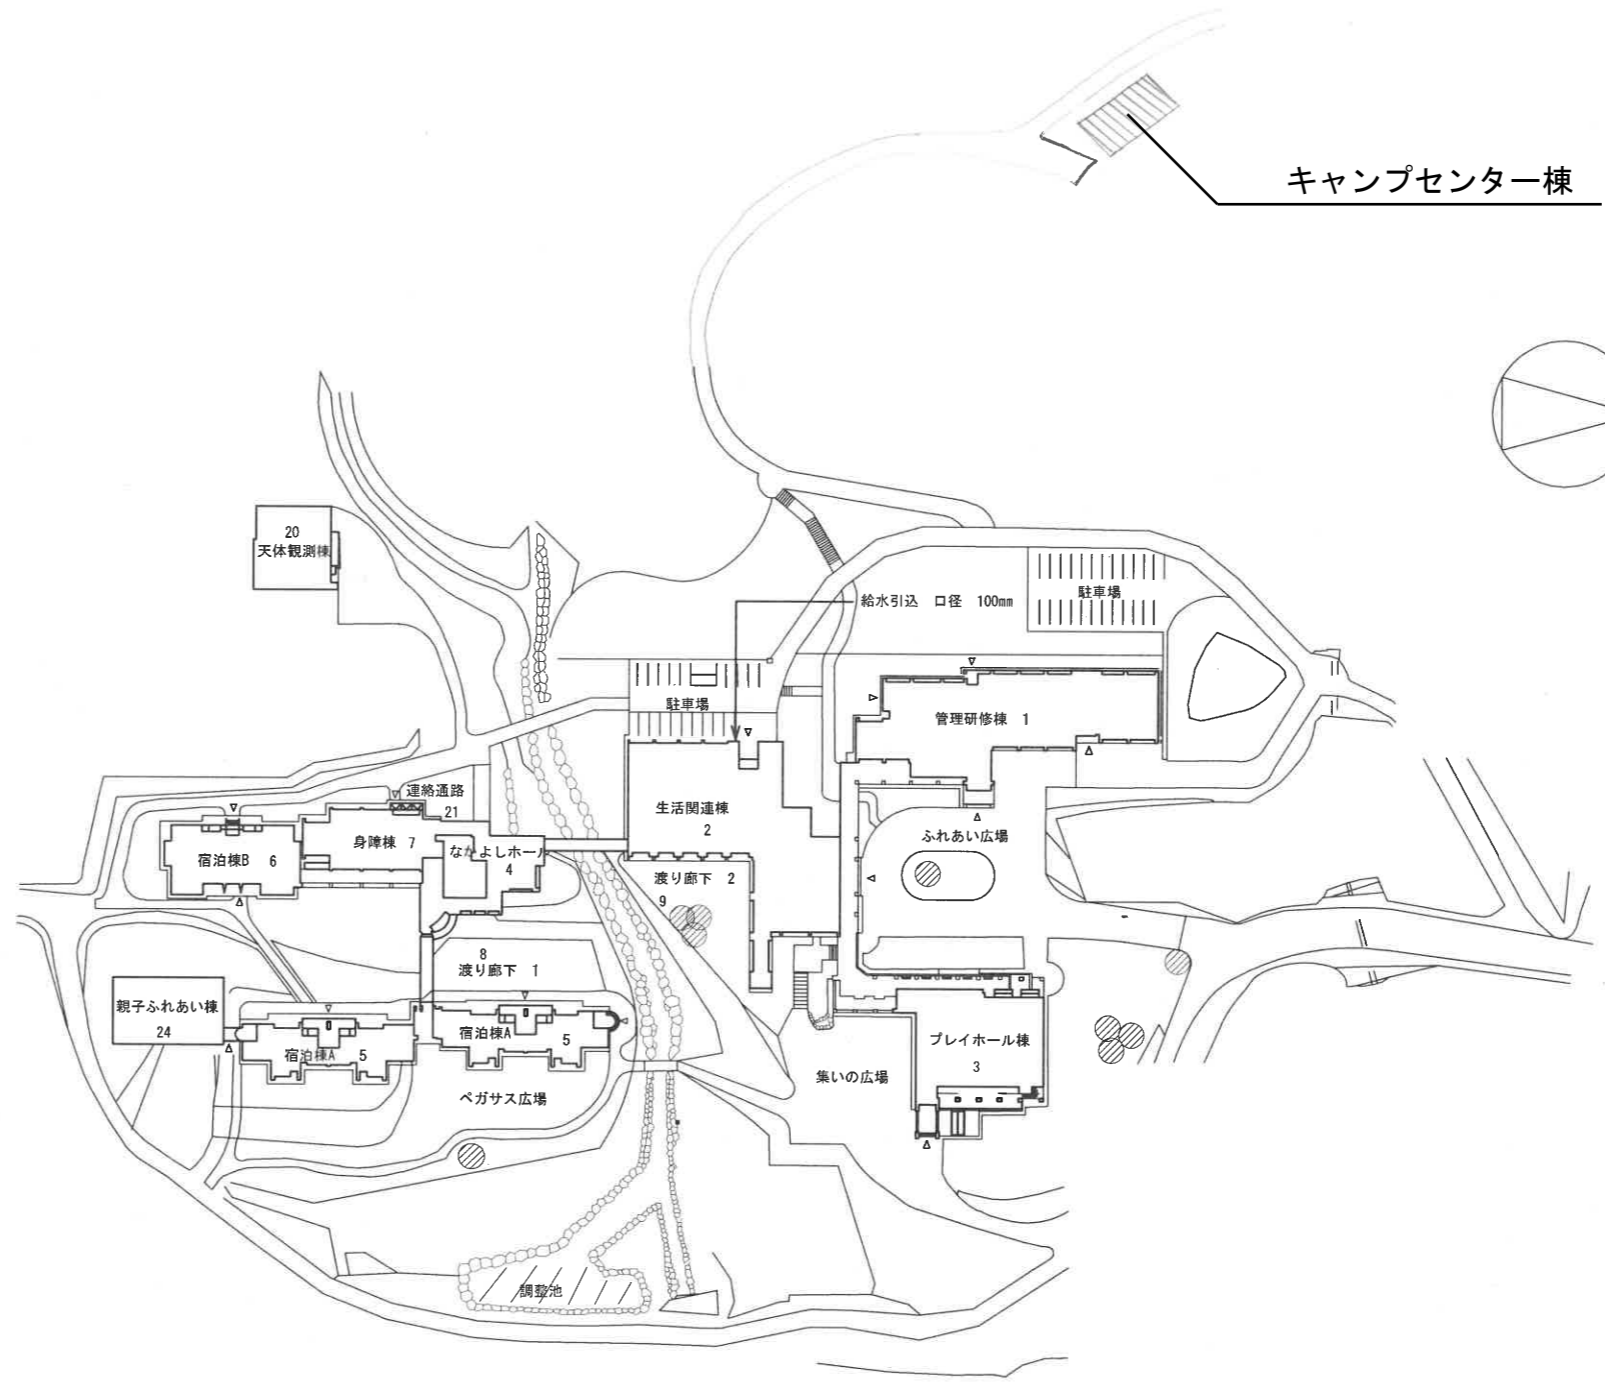 キャンプセンター棟
20
天体観測棟
給水引込 口径 100㎜
駐車場
駐車場
管理研修棟 1
連絡通路
21
生活関連棟
2
ふれあい広場
身障棟 7
なかよしホール
4
宿泊棟B 6
渡り廊下 2
9
8
渡り廊下 1
親子ふれあい棟
24
宿泊棟A 5
宿泊棟A 5
プレイホール棟
3
集いの広場
ペガサス広場
調整池